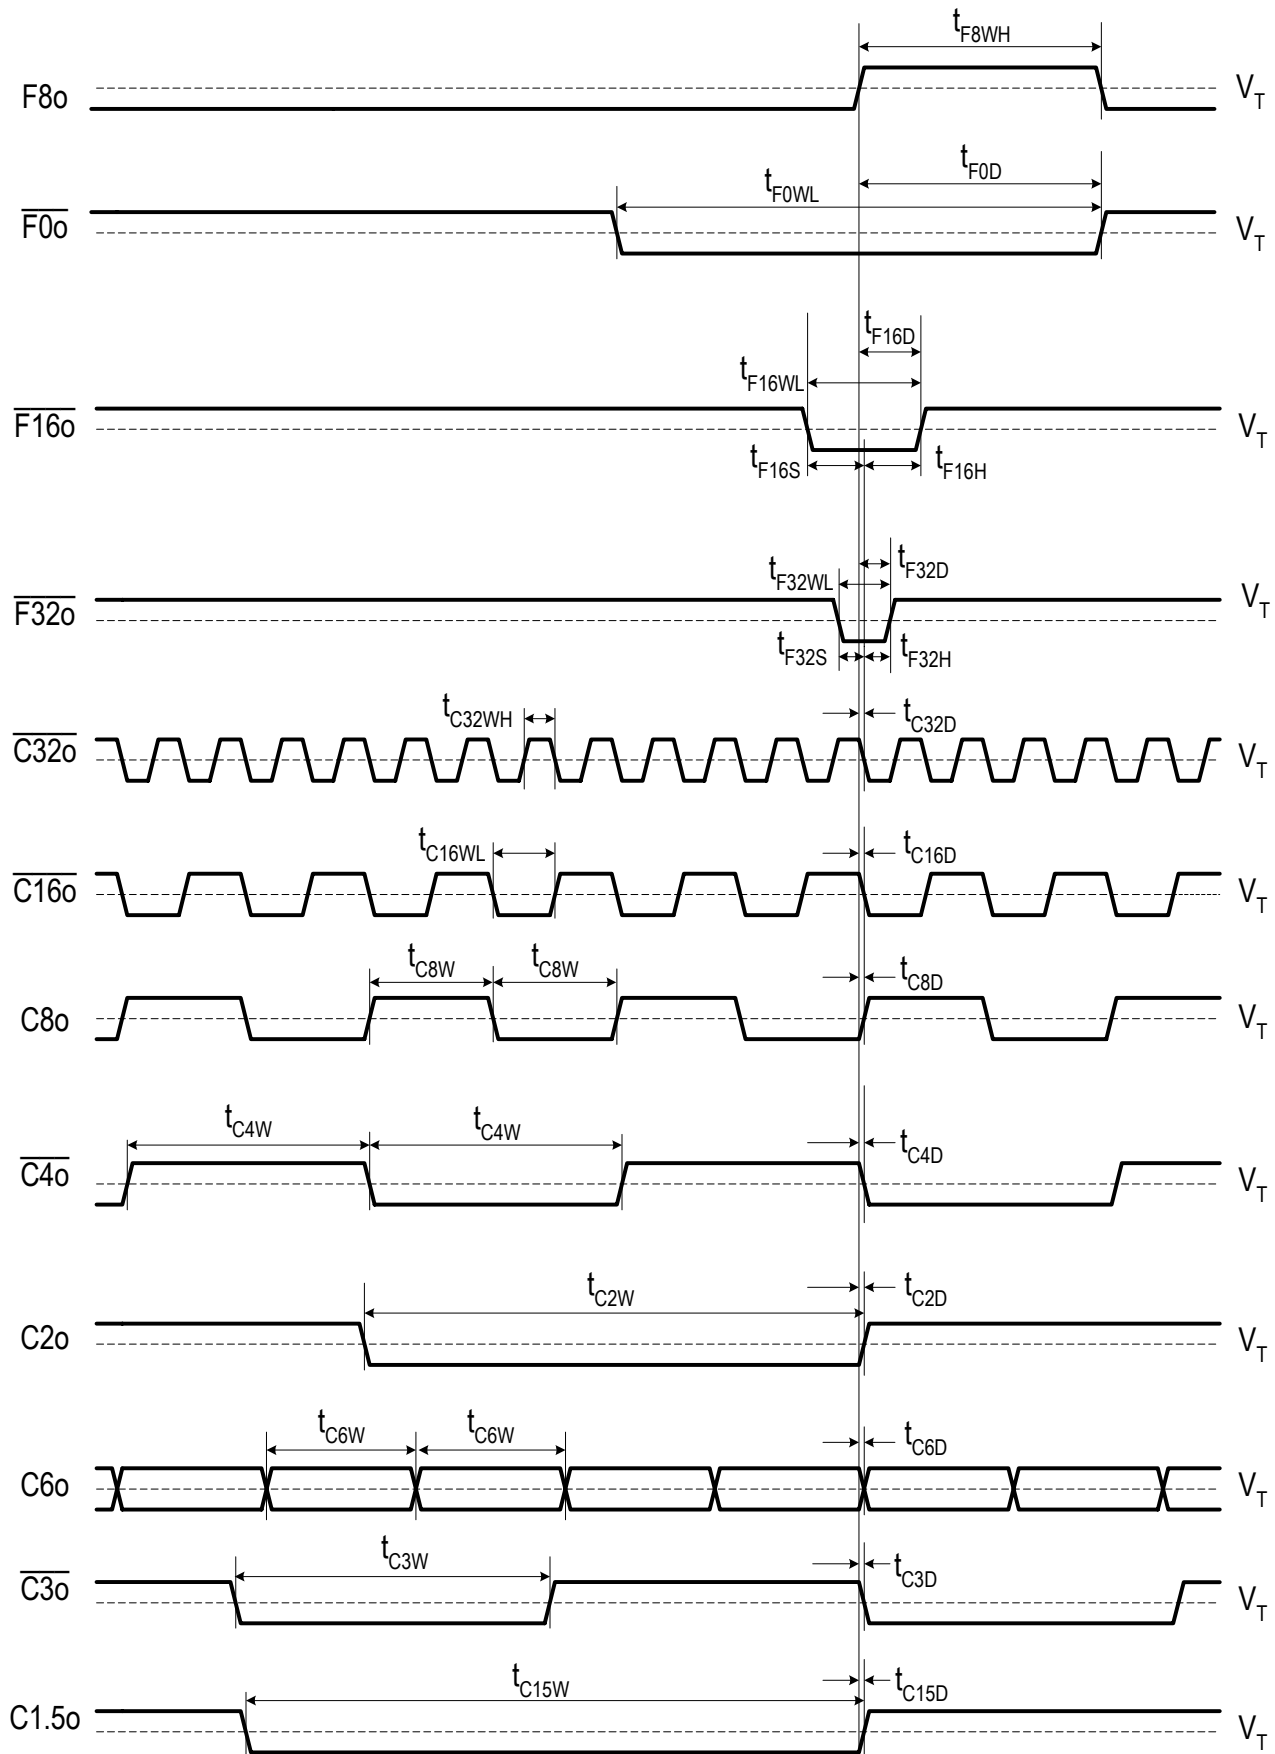 tF8WH
F8o VT
tF0WL tF0D
F0o VT
tF16D
tF16WL
F16o VT
tF16S tF16H
tF32WL tF32D
F32o VT
tF32S tF32H
tC32WH tC32D
C32o VT
tC16WL tC16D
C16o VT
tC8W tC8W tC8D
C8o VT
tC4W tC4W tC4D
C4o VT
tC2W tC2D
C2o VT
tC6W tC6W tC6D
C6o VT
tC3W tC3D
C3o VT
tC15W tC15D
C1.5o VT